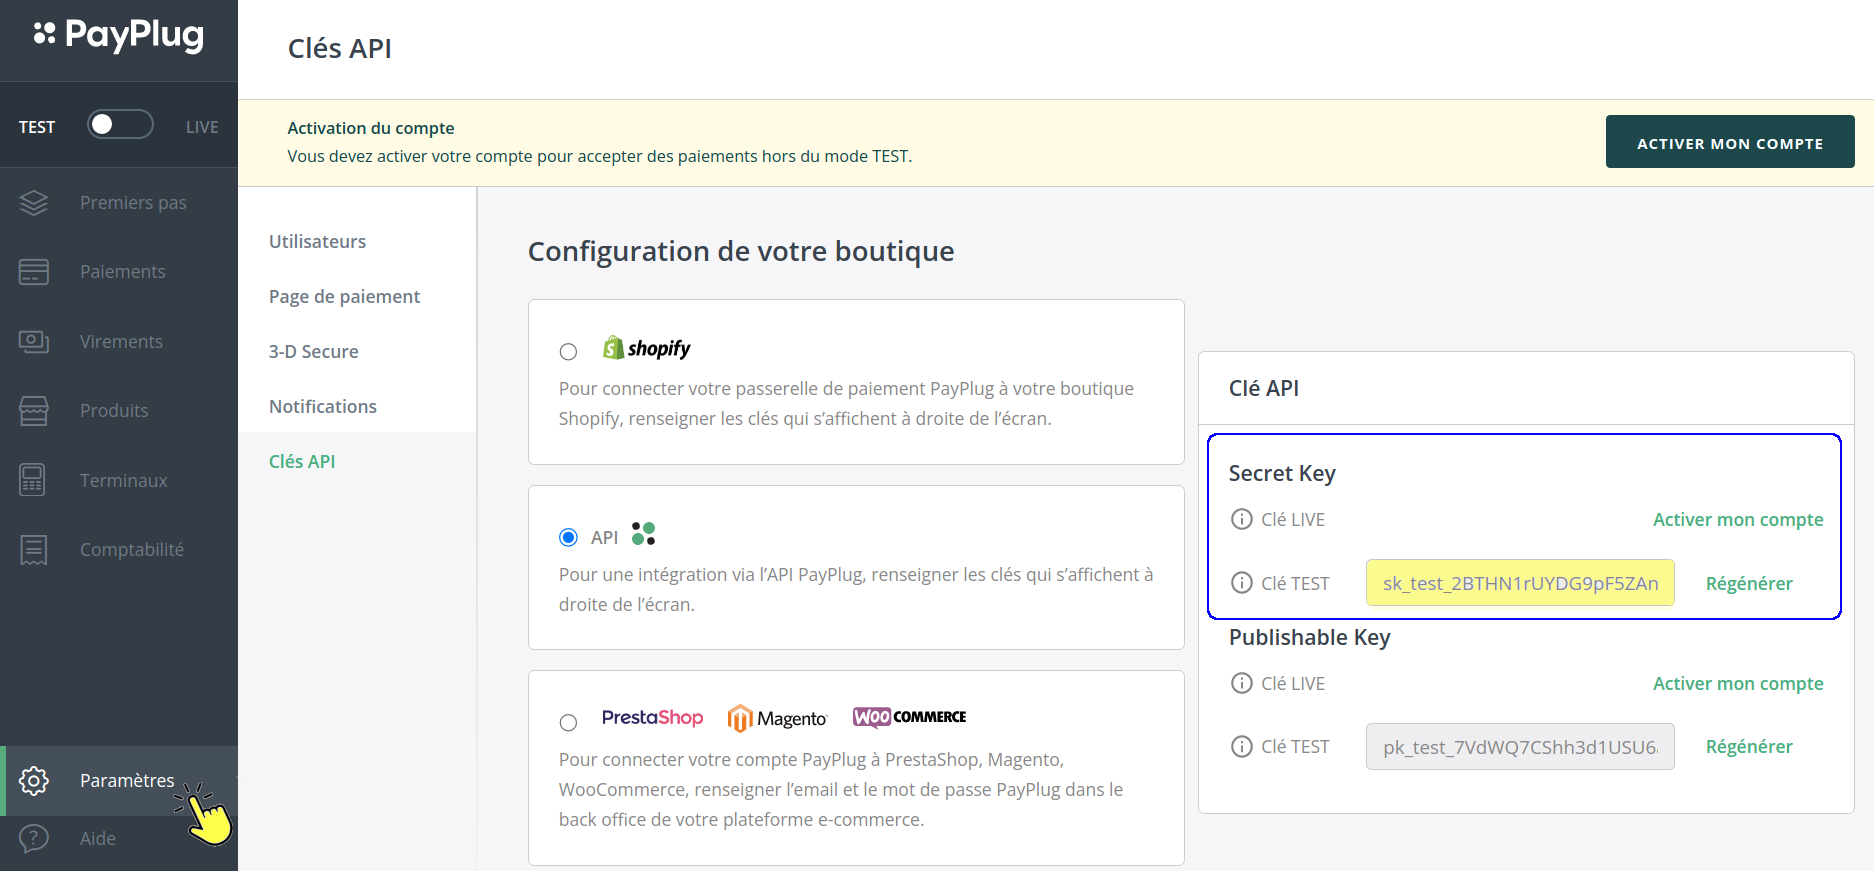 PayPlug
TEST
LIVE
Premiers pas
Paiements
Virements
Produits
Terminaux
Comptabilité
Paramètres
Aide
Clés API
Activation du compte
Vous devez activer votre compte pour accepter des paiements hors du mode TEST.
ACTIVER MON COMPTE
Utilisateurs
Page de paiement
3-D Secure
Notifications
Clés API
Configuration de votre boutique
shopify
Pour connecter votre passerelle de paiement PayPlug à votre boutique
Shopify, renseigner les clés qui s’affichent à droite de l’écran.
API
Pour une intégration via l’API PayPlug, renseigner les clés qui s’affichent à
droite de l’écran.
PrestaShop Magento WOO COMMERCE
Pour connecter votre compte PayPlug à PrestaShop, Magento,
WooCommerce, renseigner l’email et le mot de passe PayPlug dans le
back office de votre plateforme e-commerce.
Clé API
Secret Key
Clé LIVE Activer mon compte
Clé TEST sk_test_2BTHN1rUYDG9pF5ZAn Régénérer
Publishable Key
Clé LIVE Activer mon compte
Clé TEST pk_test_7VdWQ7CShh3d1USU6 Régénérer